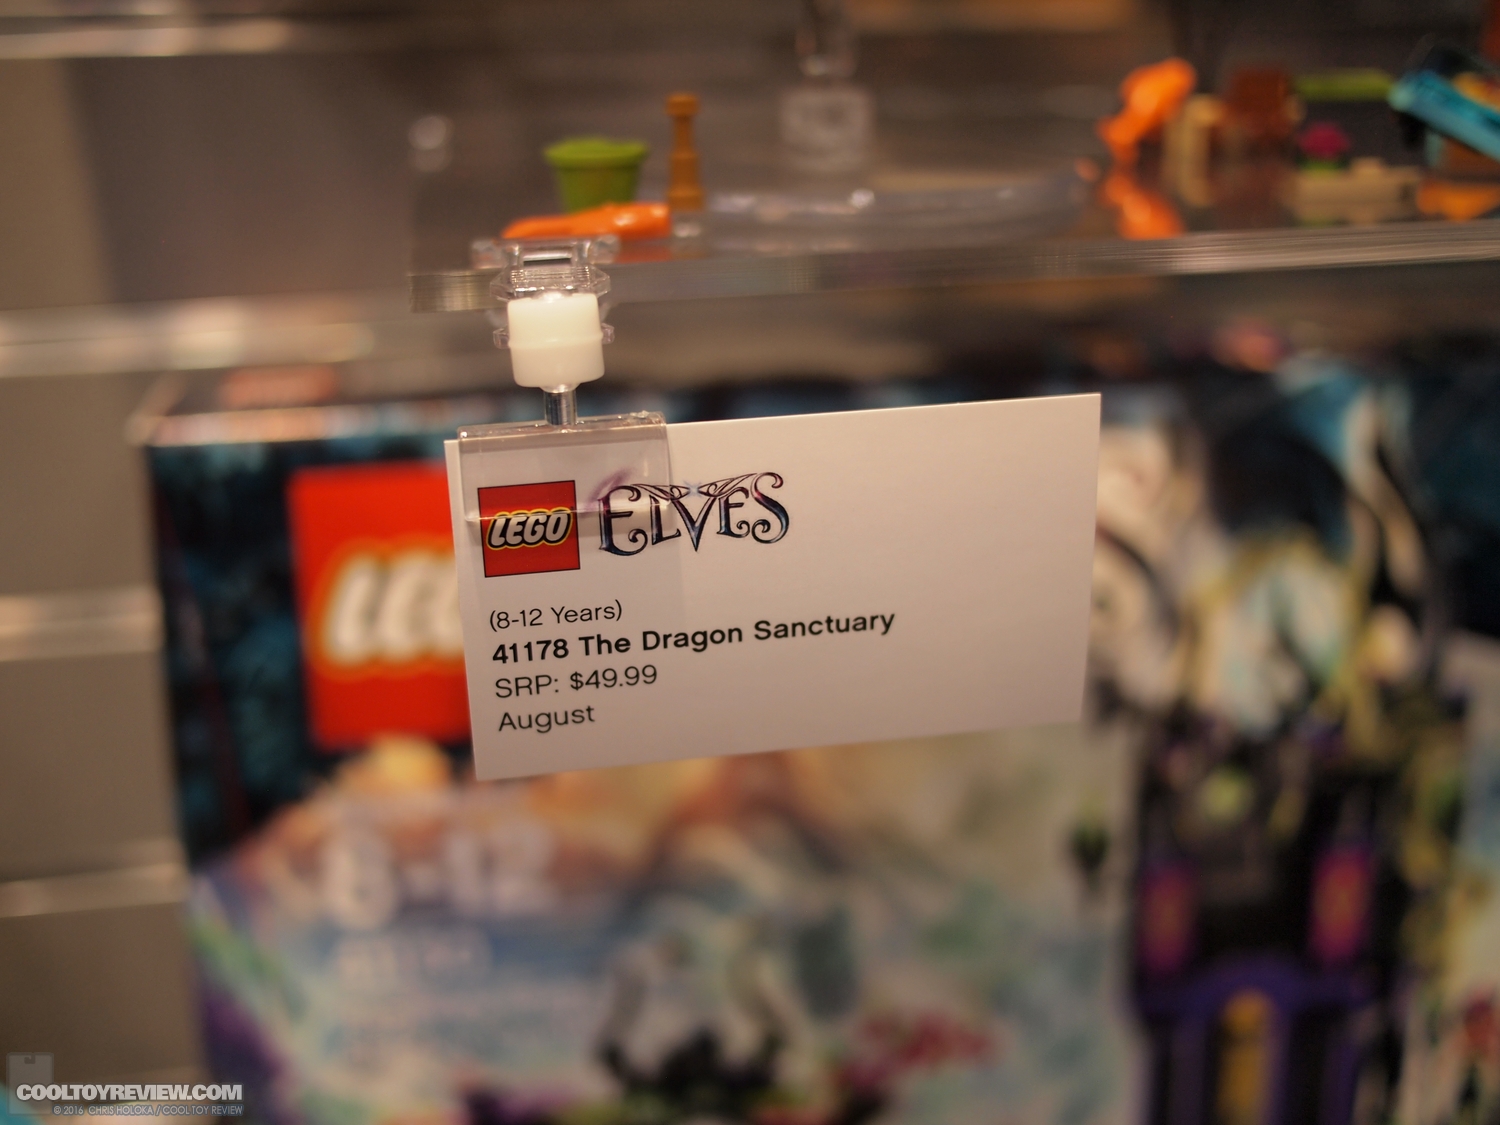 LEGO ELVES
(8-12 Years)
41178 The Dragon Sanctuary
SRP: $49.99
August
COOLTOYREVIEW.COM
© 2016 CHRIS HOLOKA / COOL TOY REVIEW